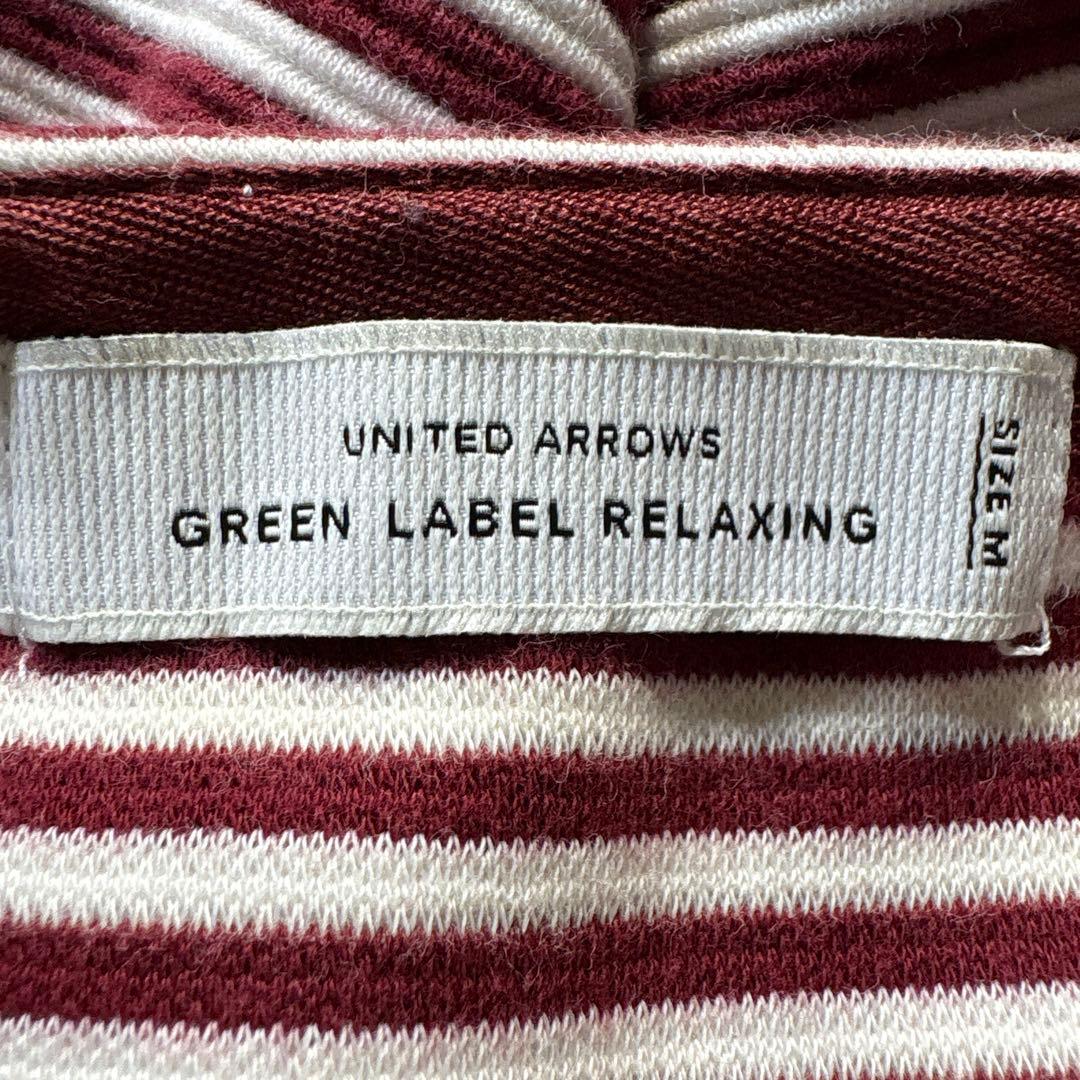 UNITED ARROWS
GREEN LABEL RELAXING
SIZE M